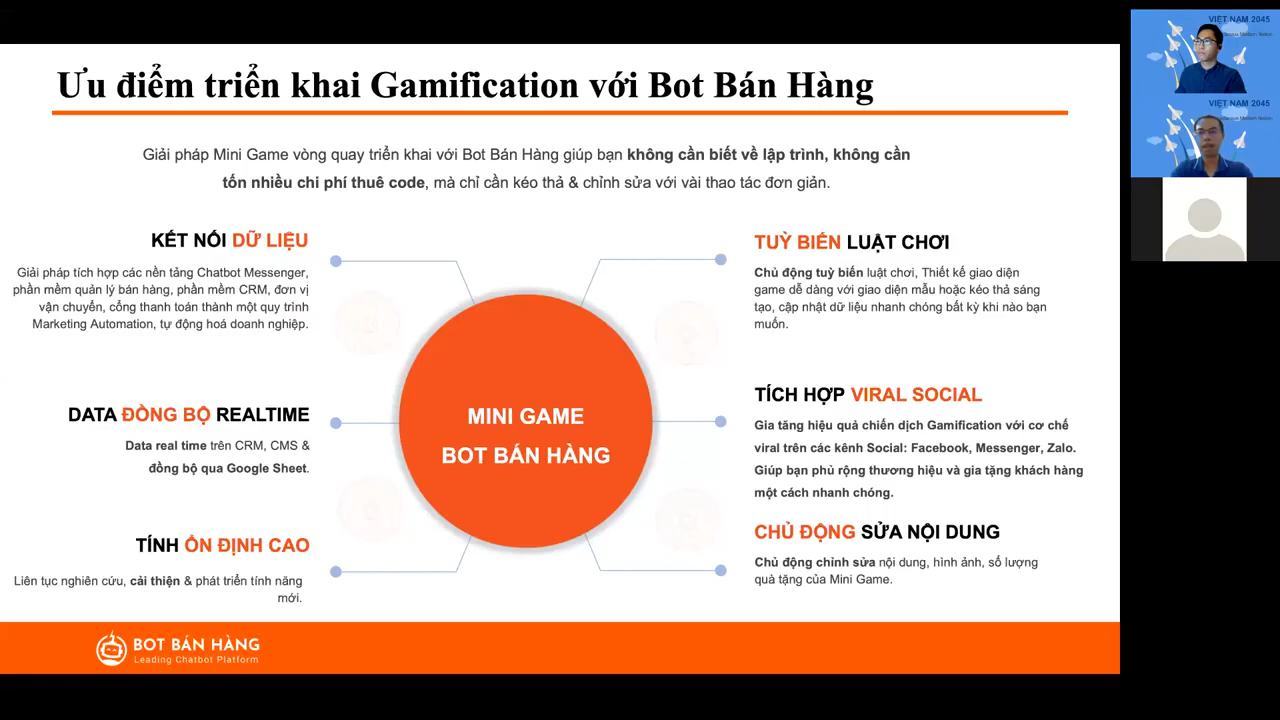 Ưu điểm triển khai Gamification với Bot Bán Hàng
Giải pháp Mini Game vòng quay triển khai với Bot Bán Hàng giúp bạn không cần biết về lập trình, không cần
tốn nhiều chi phí thuê code, mà chỉ cần kéo thả & chỉnh sửa với vài thao tác đơn giản.
KẾT NỐI DỮ LIỆU
Giải pháp tích hợp các nền tảng Chatbot Messenger,
phần mềm quản lý bán hàng, phần mềm CRM, đơn vị
vận chuyển, cổng thanh toán thành một quy trình
Marketing Automation, tự động hoá doanh nghiệp.
DATA ĐỒNG BỘ REALTIME
Data real time trên CRM, CMS &
đồng bộ qua Google Sheet.
TÍNH ỔN ĐỊNH CAO
Liên tục nghiên cứu, cải thiện & phát triển tính năng
mới.
MINI GAME
BOT BÁN HÀNG
TUỲ BIẾN LUẬT CHƠI
Chủ động tuỳ biến luật chơi, Thiết kế giao diện
game dễ dàng với giao diện mẫu hoặc kéo thả sáng
tạo, cập nhật dữ liệu nhanh chóng bất kỳ khi nào bạn
muốn.
TÍCH HỢP VIRAL SOCIAL
Gia tăng hiệu quả chiến dịch Gamification với cơ chế
viral trên các kênh Social: Facebook, Messenger, Zalo.
Giúp bạn phủ rộng thương hiệu và gia tặng khách hàng
một cách nhanh chóng.
CHỦ ĐỘNG SỬA NỘI DUNG
Chủ động chỉnh sửa nội dung, hình ảnh, số lượng
quà tặng của Mini Game.
BOT BÁN HÀNG
Leading Chatbot Platform
VIỆT NAM 2045
VIỆT NAM 2045